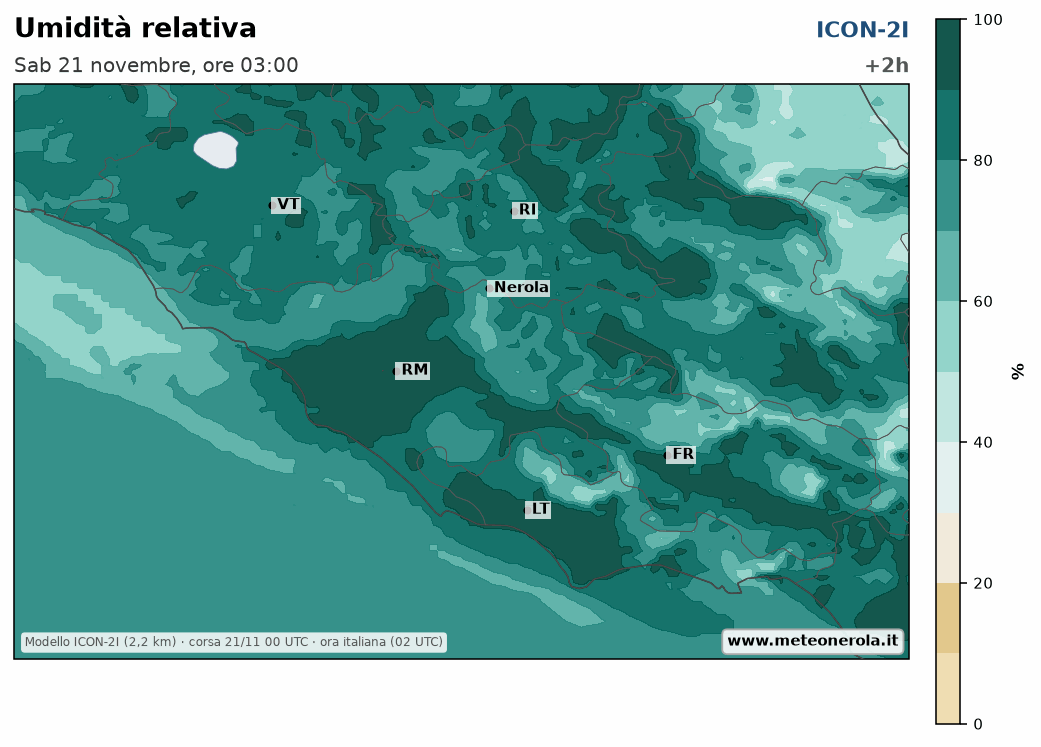 Umidità relativa
ICON-2I
Sab 21 novembre, ore 03:00
+2h
100
80
60
40
20
0
%
VT
RI
Nerola
RM
FR
LT
Modello ICON-2I (2,2 km) · corsa 21/11 00 UTC · ora italiana (02 UTC)
www.meteonerola.it